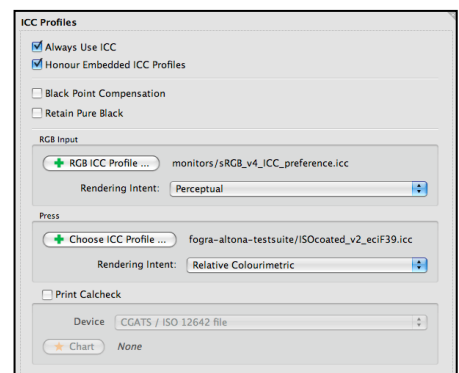 ICC Profiles
Always Use ICC
Honour Embedded ICC Profiles
Black Point Compensation
Retain Pure Black
RGB Input
RGB ICC Profile ... monitors/sRGB_v4_ICC_preference.icc
Rendering Intent: Perceptual
Press
Choose ICC Profile ... fogra-altona-testsuite/ISOcoated_v2_eciF39.icc
Rendering Intent: Relative Colourimetric
Print Calcheck
Device CGATS / ISO 12642 file
Chart None